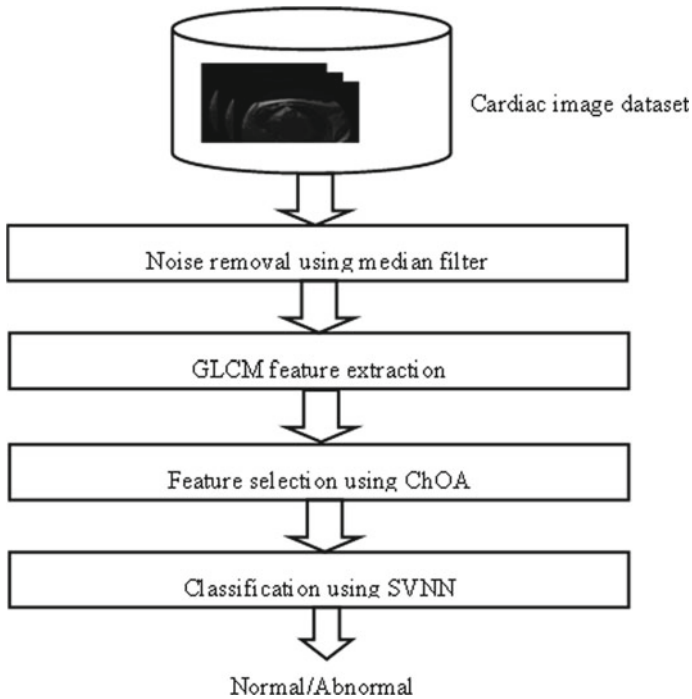 Cardiac image dataset
Noise removal using median filter
GLCM feature extraction
Feature selection using ChOA
Classification using SVNN
Normal/Abnormal